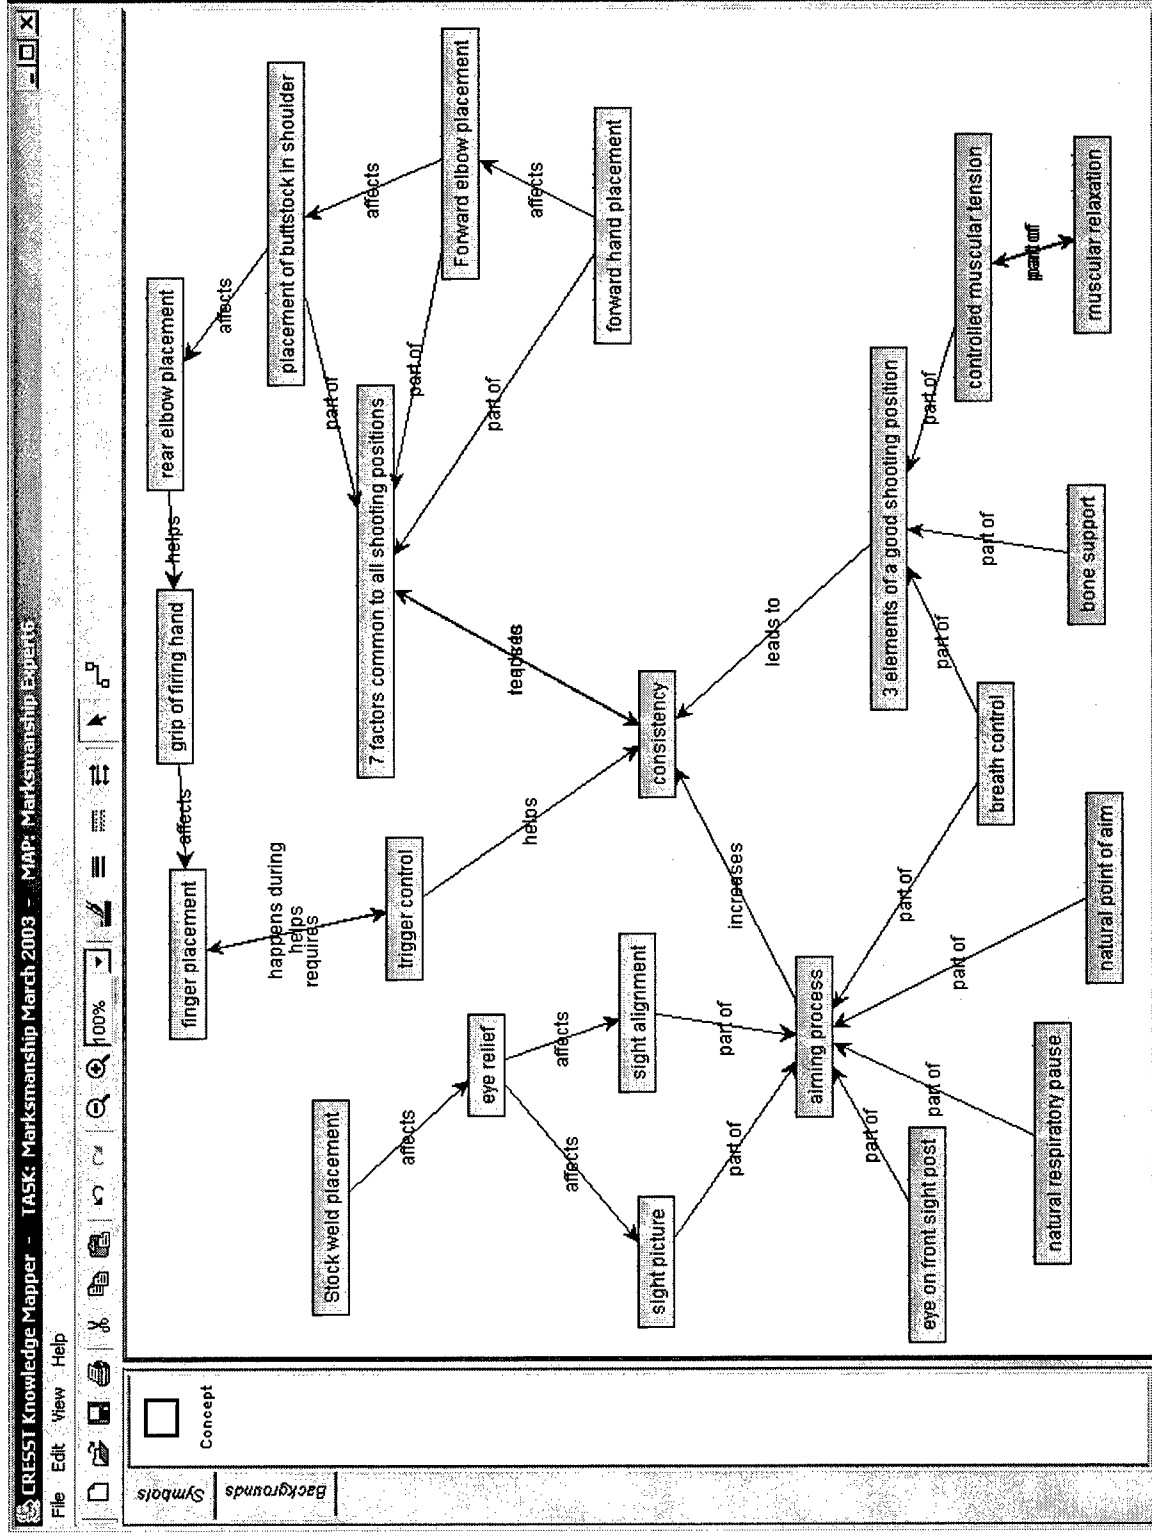 CRESST Knowledge Mapper - TASK: Marksmanship March 2003 - MAP: Marksmanship Expert6
File Edit View Help
100%
Symbols
Backgrounds
Concept
finger placement
affects
grip of firing hand
helps
rear elbow placement
affects
placement of buttstock in shoulder
happens during
helps
requires
Stock weld placement
trigger control
7 factors common to all shooting positions
part of
affects
affects
part of
Forward elbow placement
eye relief
part of
affects
helps
affects
affects
forward hand placement
sight picture
sight alignment
consistency
part of
part of
increases
leads to
aiming process
3 elements of a good shooting position
part of
eye on front sight post
part of
part of
part of
part of
part of
controlled muscular tension
part of
breath control
natural respiratory pause
natural point of aim
bone support
muscular relaxation